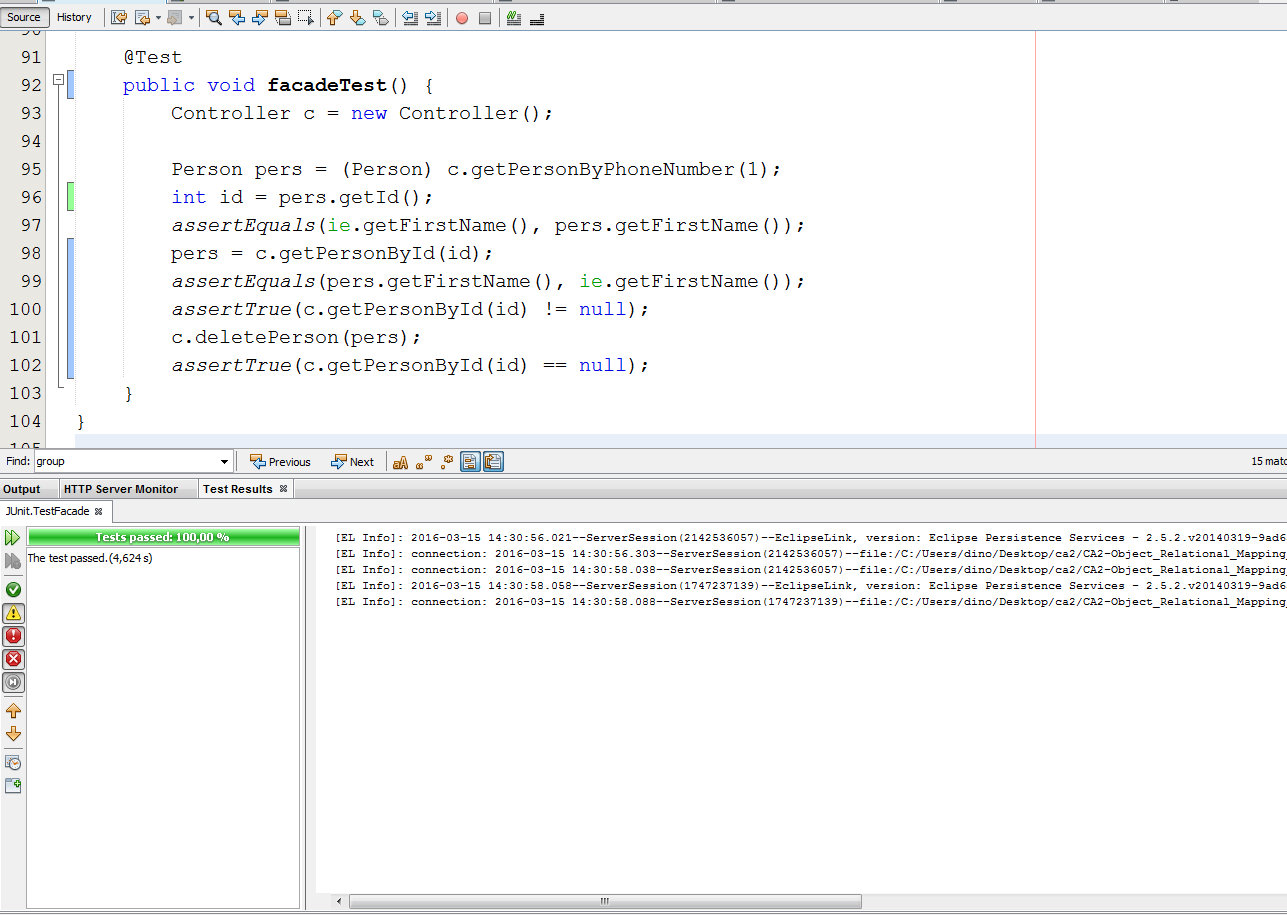 Source History
91 @Test
92 public void facadeTest() {
93 Controller c = new Controller();
94
95 Person pers = (Person) c.getPersonByPhoneNumber(1);
96 int id = pers.getId();
97 assertEquals(ie.getFirstName(), pers.getFirstName());
98 pers = c.getPersonById(id);
99 assertEquals(pers.getFirstName(), ie.getFirstName());
100 assertTrue(c.getPersonById(id) != null);
101 c.deletePerson(pers);
102 assertTrue(c.getPersonById(id) == null);
103 }
104 }
105
Find: group Previous Next 15 matc
Output HTTP Server Monitor Test Results
JUnit.TestFacade
Tests passed: 100,00 %
The test passed.(4,624 s)
[EL Info]: 2016-03-15 14:30:56.021--ServerSession(2142536057)--EclipseLink, version: Eclipse Persistence Services - 2.5.2.v20140319-9ad6
[EL Info]: connection: 2016-03-15 14:30:56.303--ServerSession(2142536057)--file:/C:/Users/dino/Desktop/ca2/CA2-Object_Relational_Mapping_
[EL Info]: connection: 2016-03-15 14:30:58.038--ServerSession(2142536057)--file:/C:/Users/dino/Desktop/ca2/CA2-Object_Relational_Mapping_
[EL Info]: 2016-03-15 14:30:58.058--ServerSession(1747237139)--EclipseLink, version: Eclipse Persistence Services - 2.5.2.v20140319-9ad6
[EL Info]: connection: 2016-03-15 14:30:58.088--ServerSession(1747237139)--file:/C:/Users/dino/Desktop/ca2/CA2-Object_Relational_Mapping_